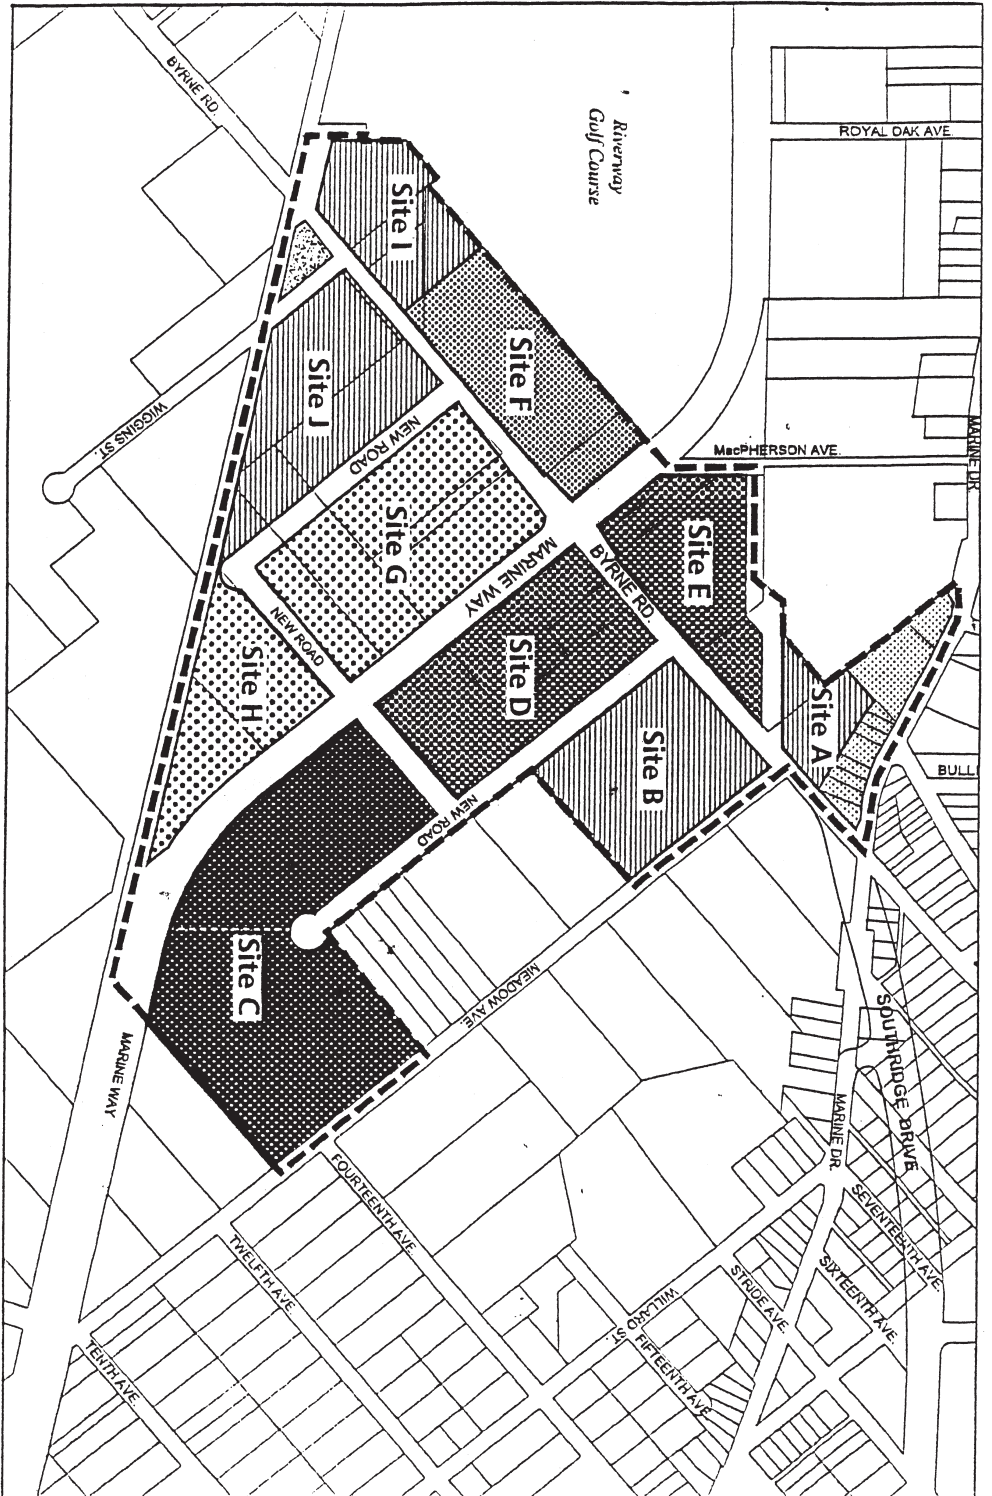 BYRNE RD.
Riverway
Golf Course
ROYAL OAK AVE.
Site I
Site F
Site J
WIGGINS ST.
NEW ROAD
MacPHERSON AVE.
MARINE DR.
Site G
MARINE WAY
BYRNE RD.
Site E
NEW ROAD
Site H
Site D
Site A
Site B
BULL
NEW ROAD
Site C
MEADOW AVE.
SOUTHRIDGE DRIVE
MARINE WAY
MARINE DR.
FOURTEENTH AVE.
SEVENTEENTH AVE.
TWELFTH AVE.
STRIDE AVE.
SIXTEENTH AVE.
WILLARD ST.
FIFTEENTH AVE.
TENTH AVE.